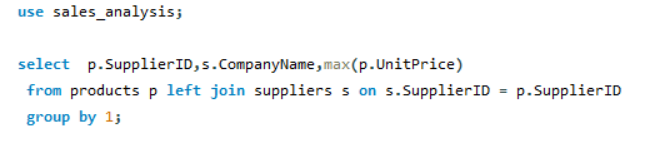 use sales_analysis;
select  p.SupplierID,s.CompanyName,max(p.UnitPrice)
from products p left join suppliers s on s.SupplierID = p.SupplierID
group by 1;